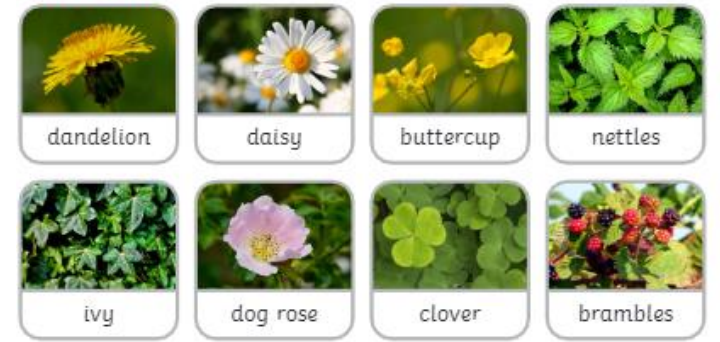 dandelion
daisy
buttercup
nettles
ivy
dog rose
clover
brambles